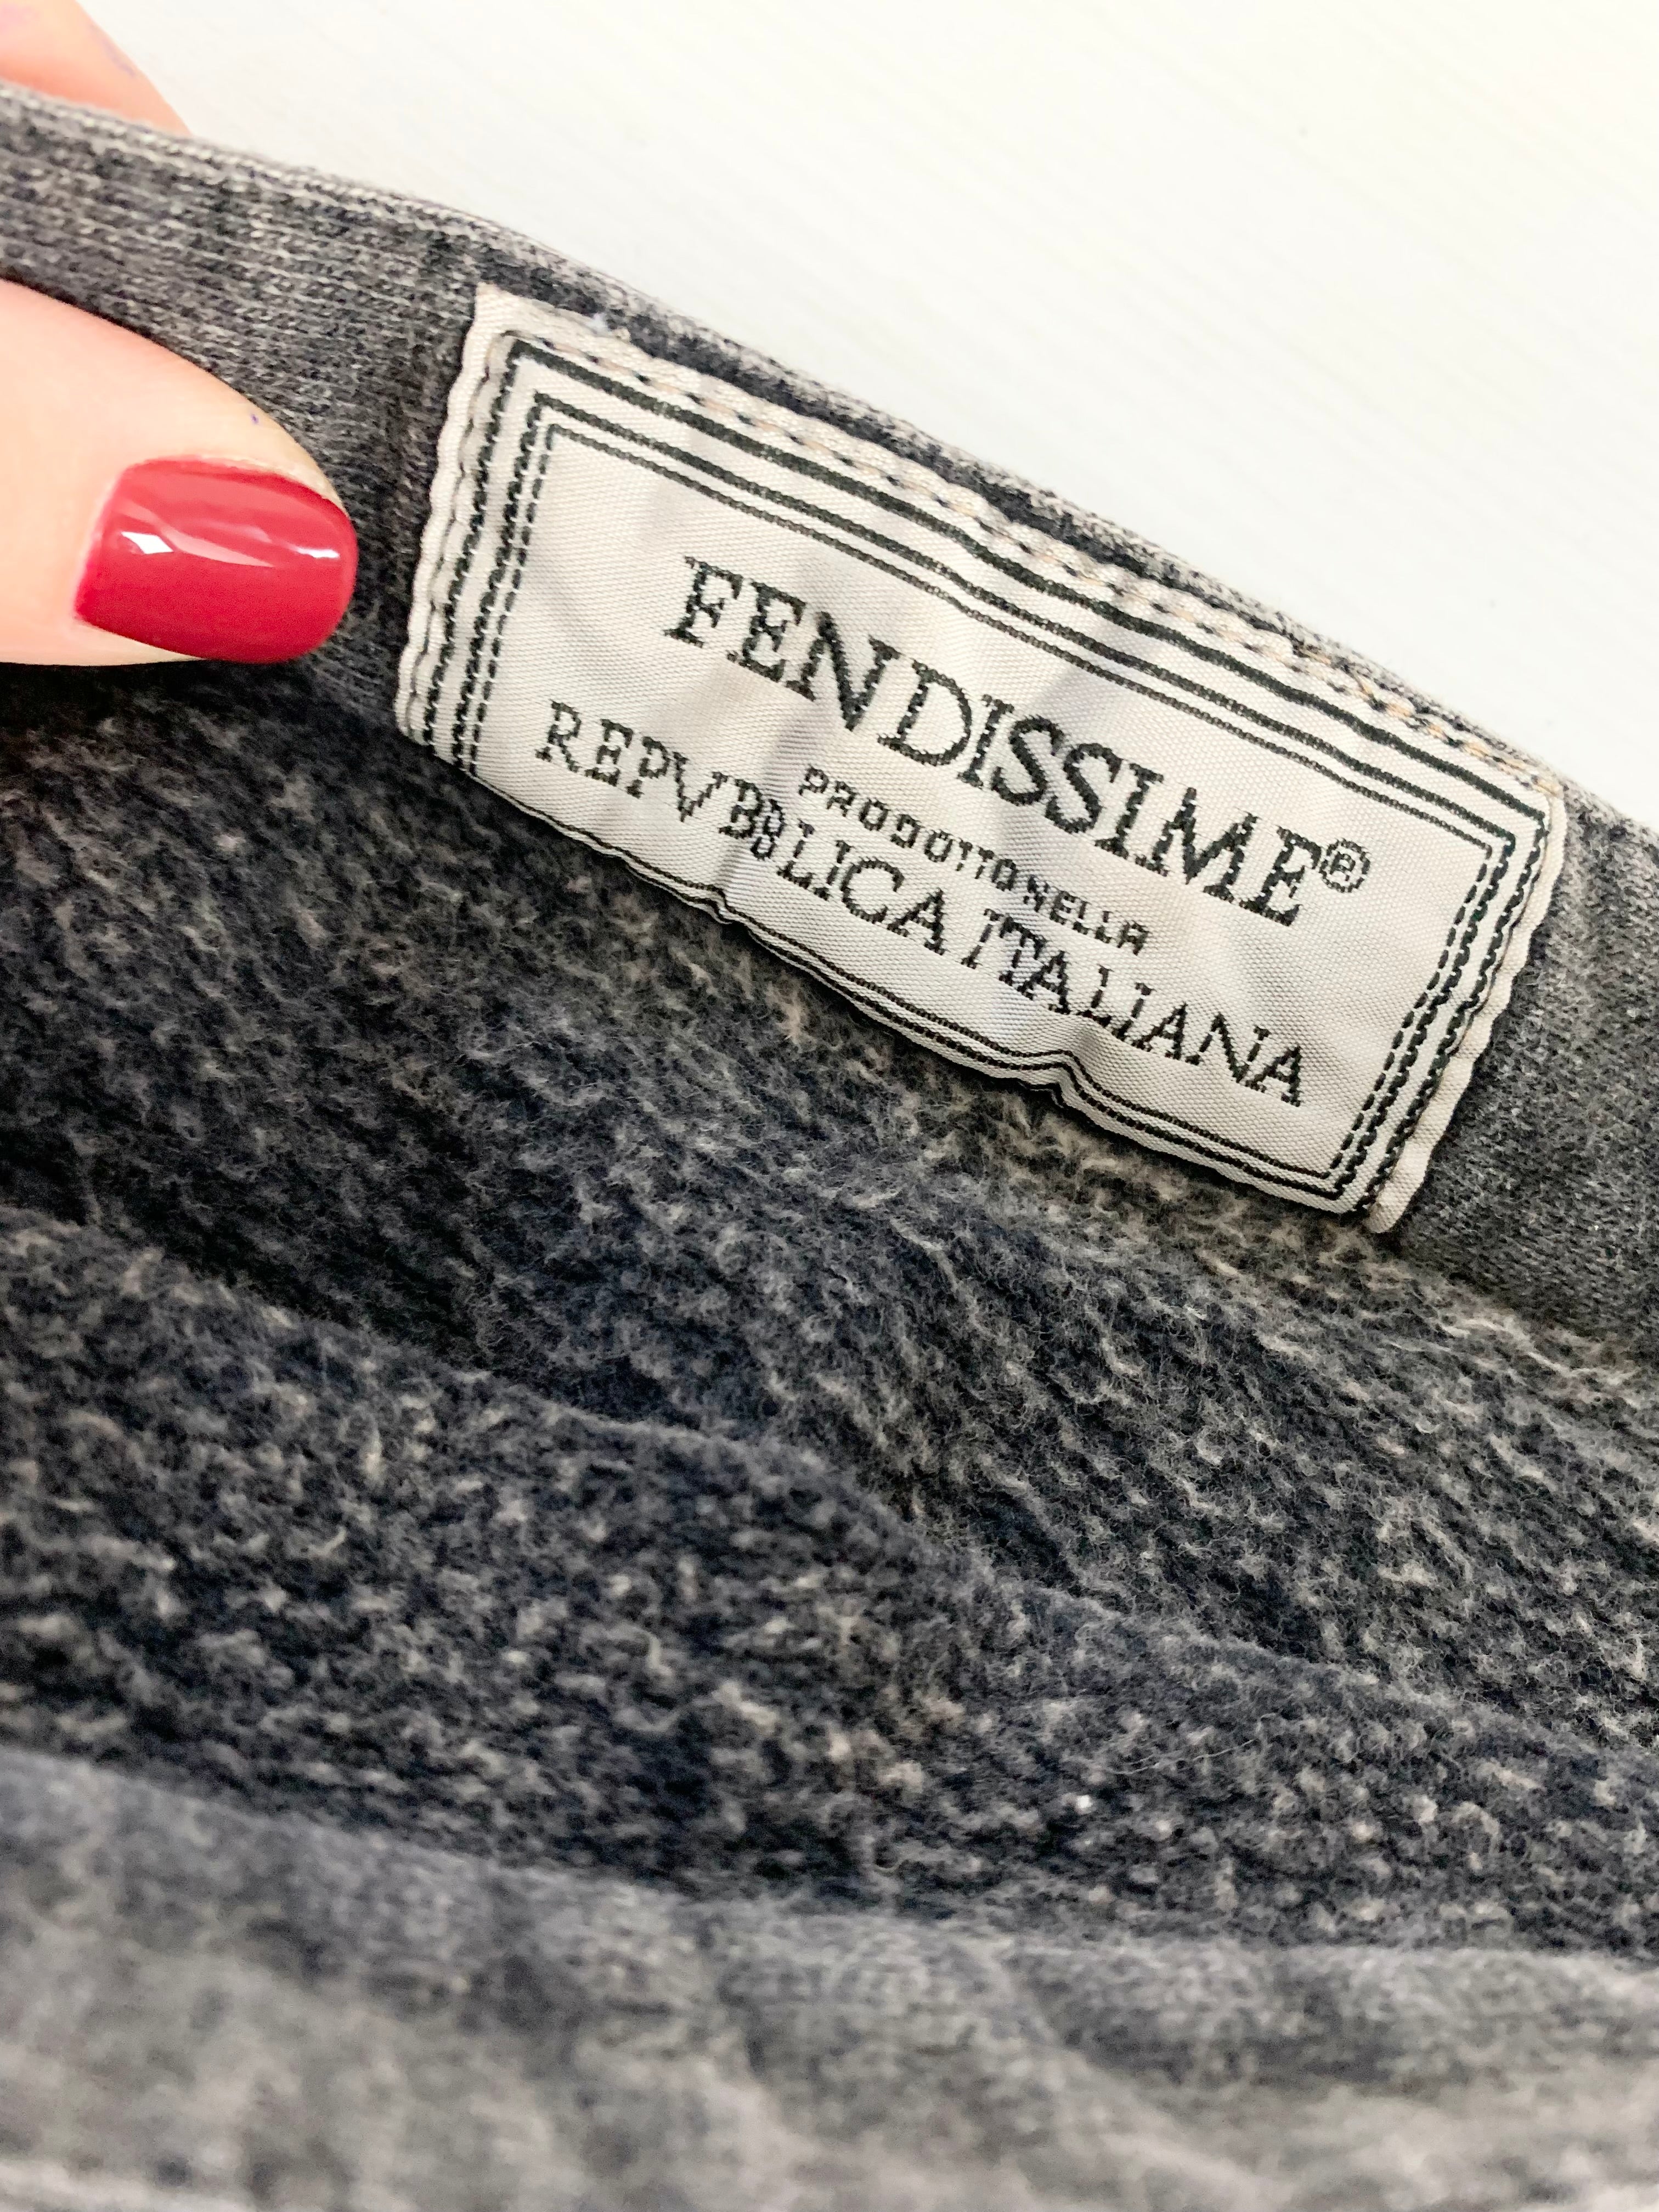 FENDISSIME®
PRODOTTO NELLA
REPVBBLICA ITALIANA